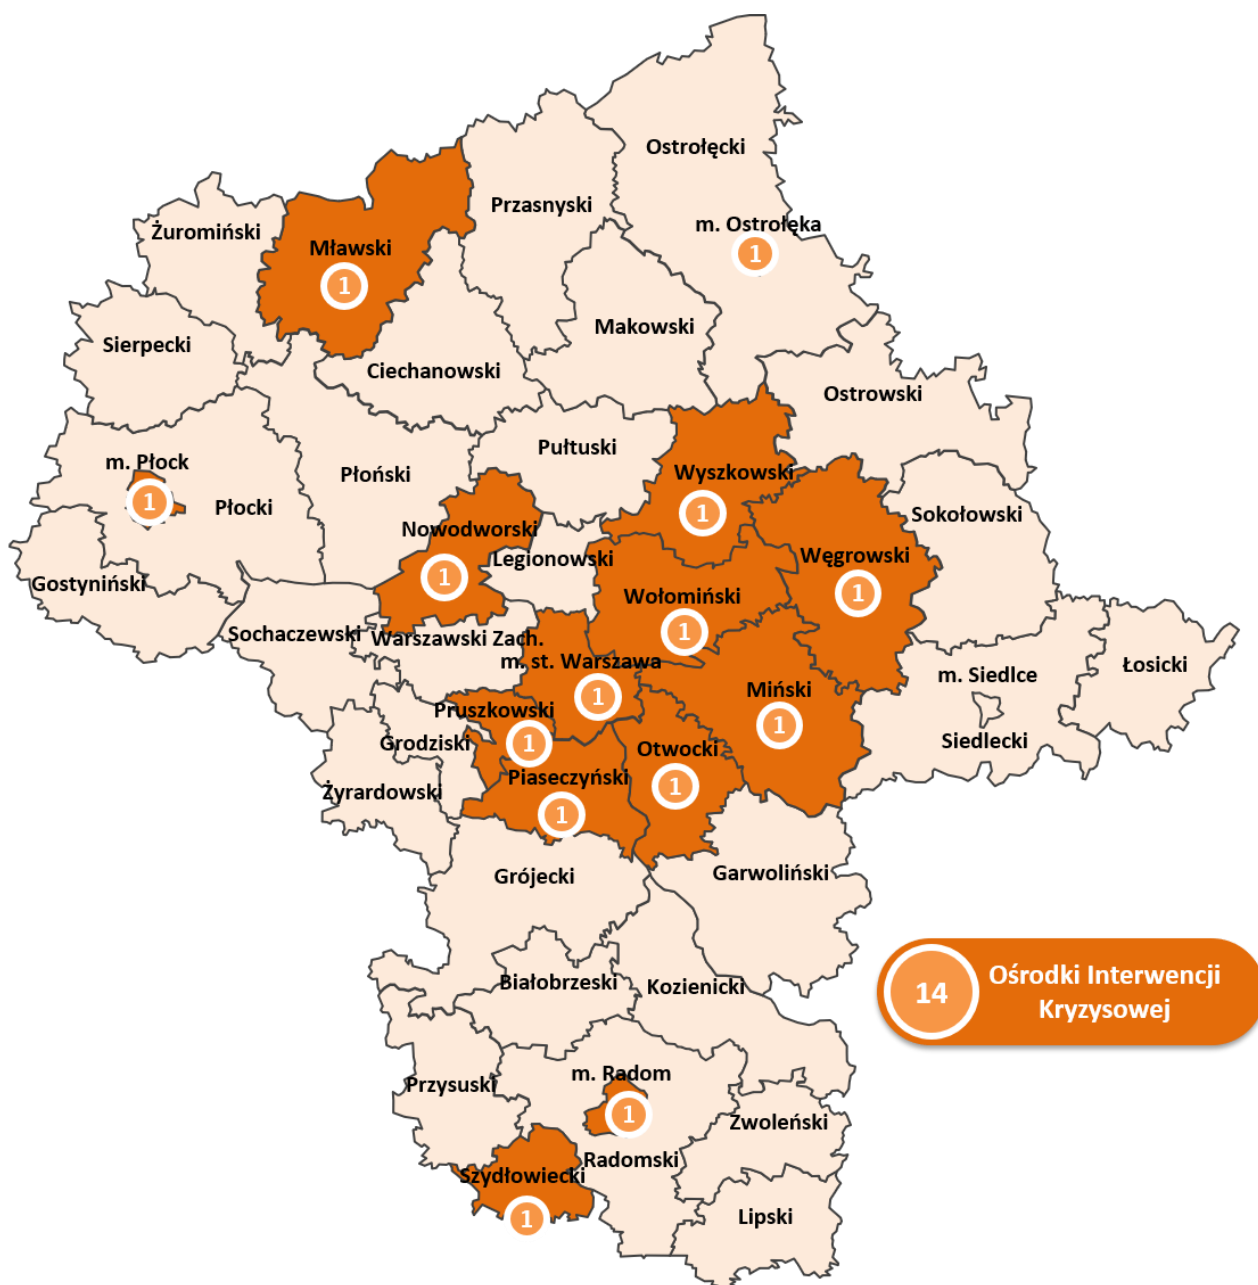 Ostrołęcki
Przasnyski
m. Ostrołęka
1
Żuromiński
Mławski
1
Makowski
Sierpecki
Ciechanowski
Ostrowski
Pułtuski
m. Płock
1
Płoński
Wyszkowski
1
Płocki
Sokołowski
Nowodworski
1
Legionowski
Węgrowski
1
Gostyniński
Wołomiński
1
Sochaczewski
Warszawski Zach.
m. st. Warszawa
1
Łosicki
m. Siedlce
Miński
1
Pruszkowski
1
Grodziski
Otwocki
1
Siedlecki
Piaseczyński
1
Żyrardowski
Grójecki
Garwoliński
Białobrzeski
Kozienicki
14
Ośrodki Interwencji
Kryzysowej
m. Radom
1
Przysuski
Zwoleński
Radomski
Szydłowiecki
1
Lipski